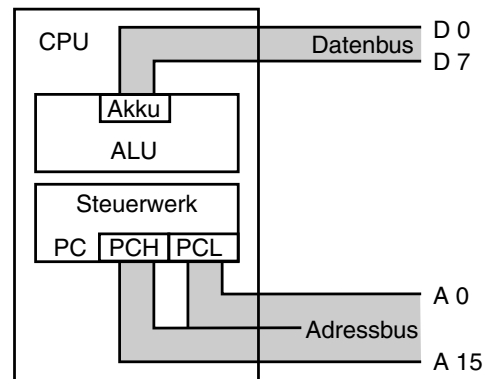 CPU
D 0
Datenbus
D 7
Akku
ALU
Steuerwerk
PC PCH PCL
A 0
Adressbus
A 15